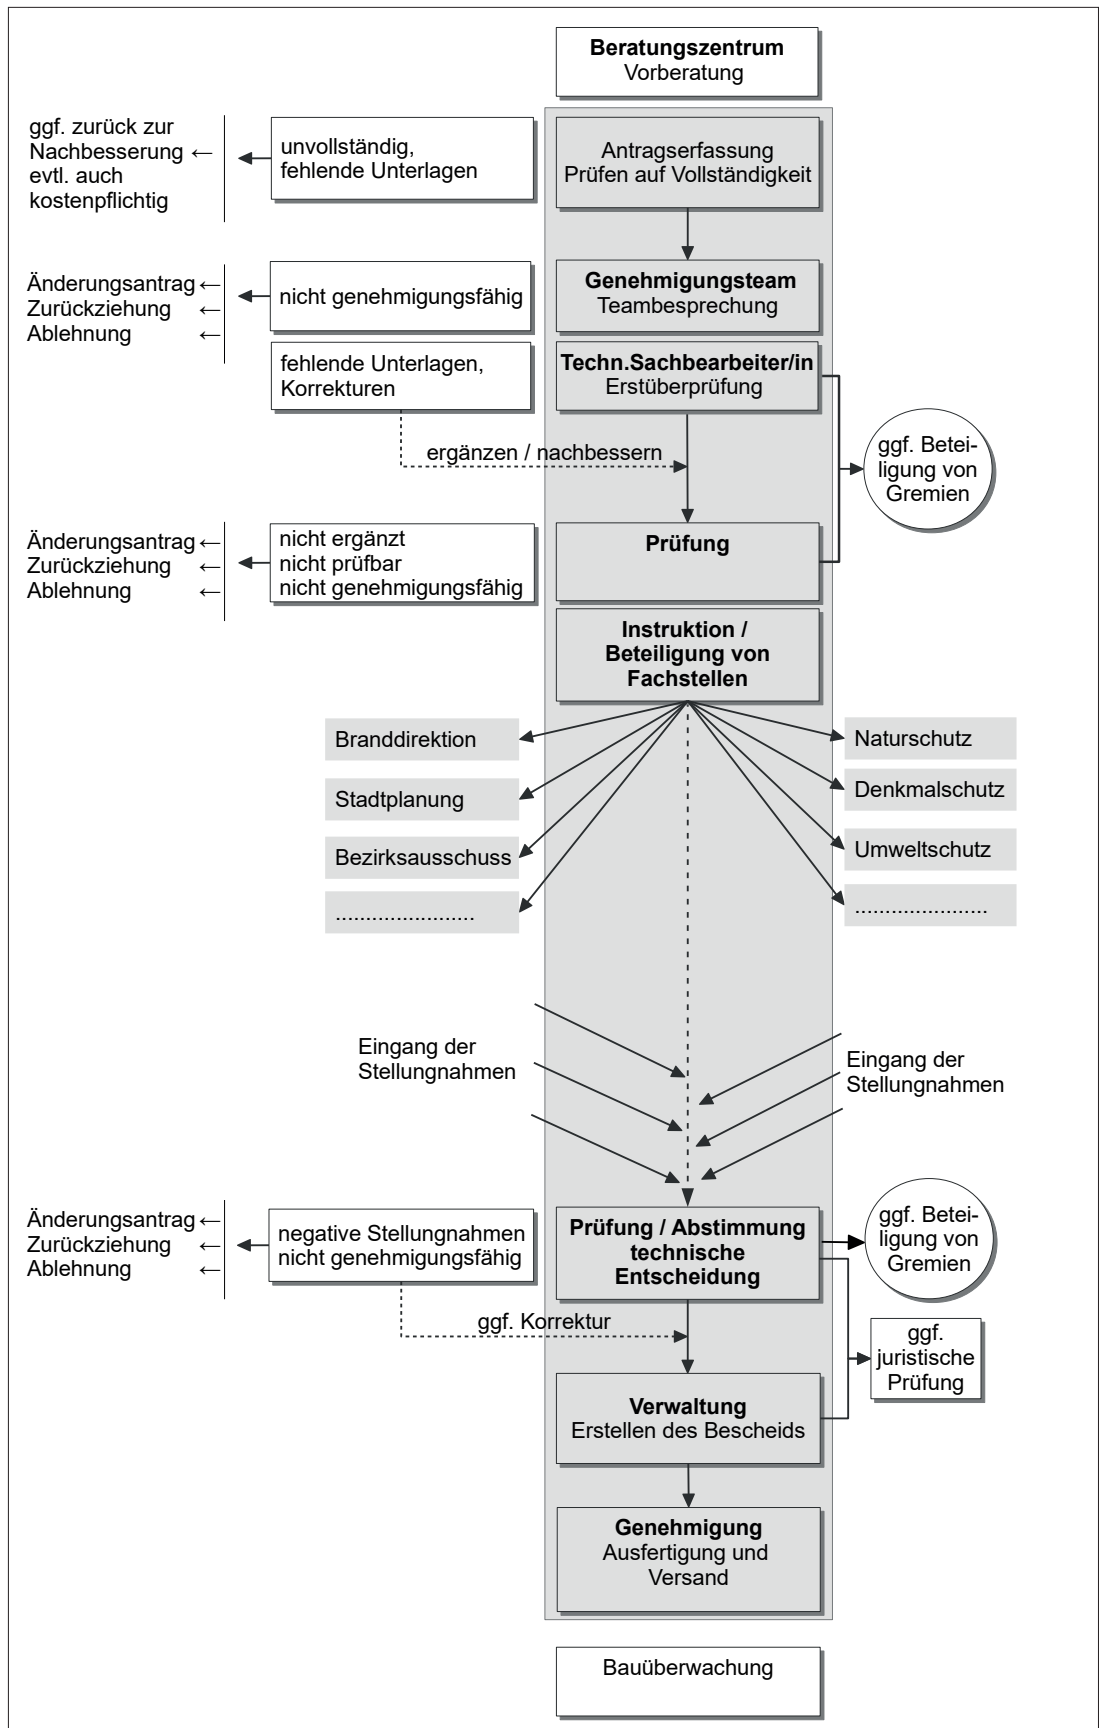 Beratungszentrum
Vorberatung
ggf. zurück zur
Nachbesserung ←
evtl. auch
kostenpflichtig
unvollständig,
fehlende Unterlagen
Antragserfassung
Prüfen auf Vollständigkeit
Änderungsantrag ←
Zurückziehung ←
Ablehnung ←
nicht genehmigungsfähig
Genehmigungsteam
Teambesprechung
fehlende Unterlagen,
Korrekturen
Techn.Sachbearbeiter/in
Erstüberprüfung
ergänzen / nachbessern
ggf. Betei-
ligung von
Gremien
Änderungsantrag ←
Zurückziehung ←
Ablehnung ←
nicht ergänzt
nicht prüfbar
nicht genehmigungsfähig
Prüfung
Instruktion /
Beteiligung von
Fachstellen
Branddirektion
Stadtplanung
Bezirksausschuss
.......................
Naturschutz
Denkmalschutz
Umweltschutz
......................
Eingang der
Stellungnahmen
Eingang der
Stellungnahmen
Änderungsantrag ←
Zurückziehung ←
Ablehnung ←
negative Stellungnahmen
nicht genehmigungsfähig
Prüfung / Abstimmung
technische
Entscheidung
ggf. Betei-
ligung von
Gremien
ggf. Korrektur
ggf.
juristische
Prüfung
Verwaltung
Erstellen des Bescheids
Genehmigung
Ausfertigung und
Versand
Bauüberwachung